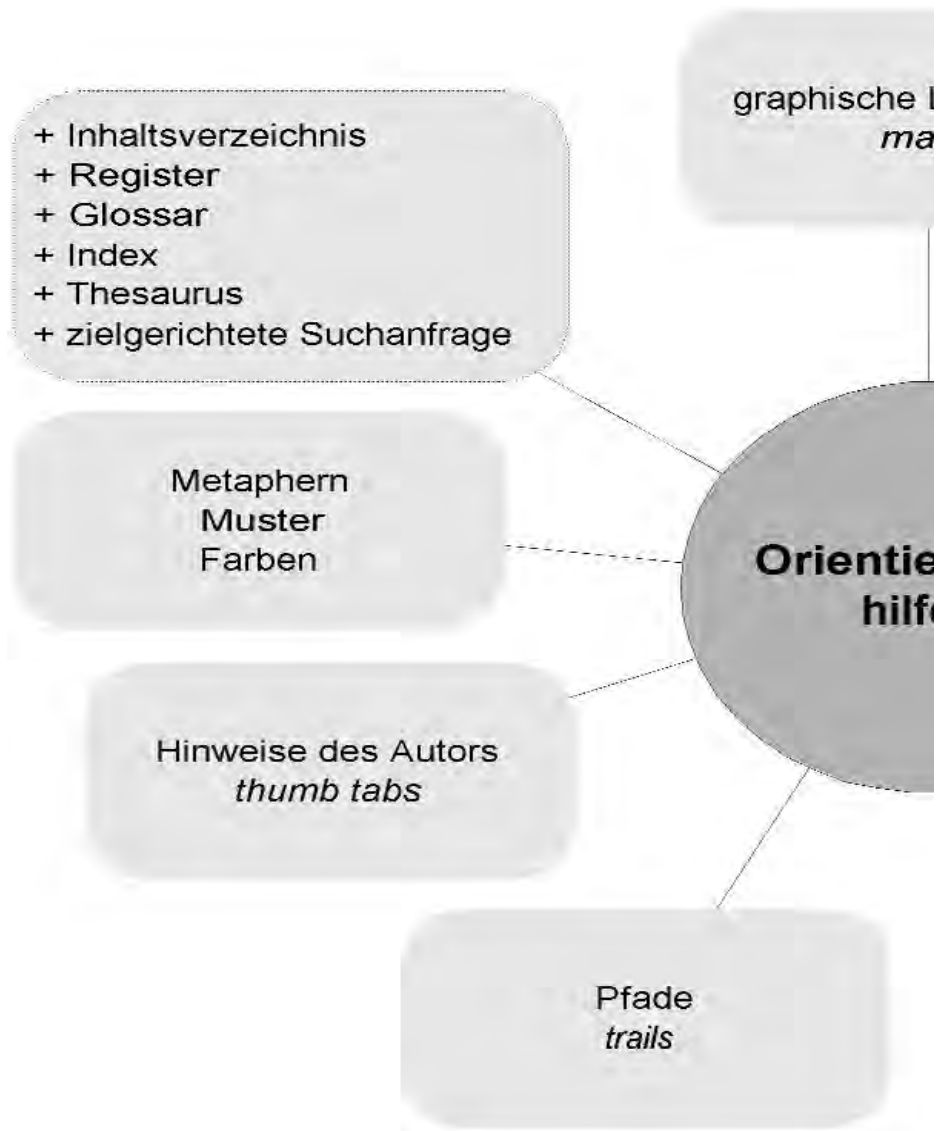 graphische
+ Inhaltsverzeichnis
+ Register
+ Glossar
+ Index
+ Thesaurus
+ zielgerichtete Suchanfrage
Metaphern
Muster
Farben
Hinweise des Autors
thumb tabs
Pfade
trails